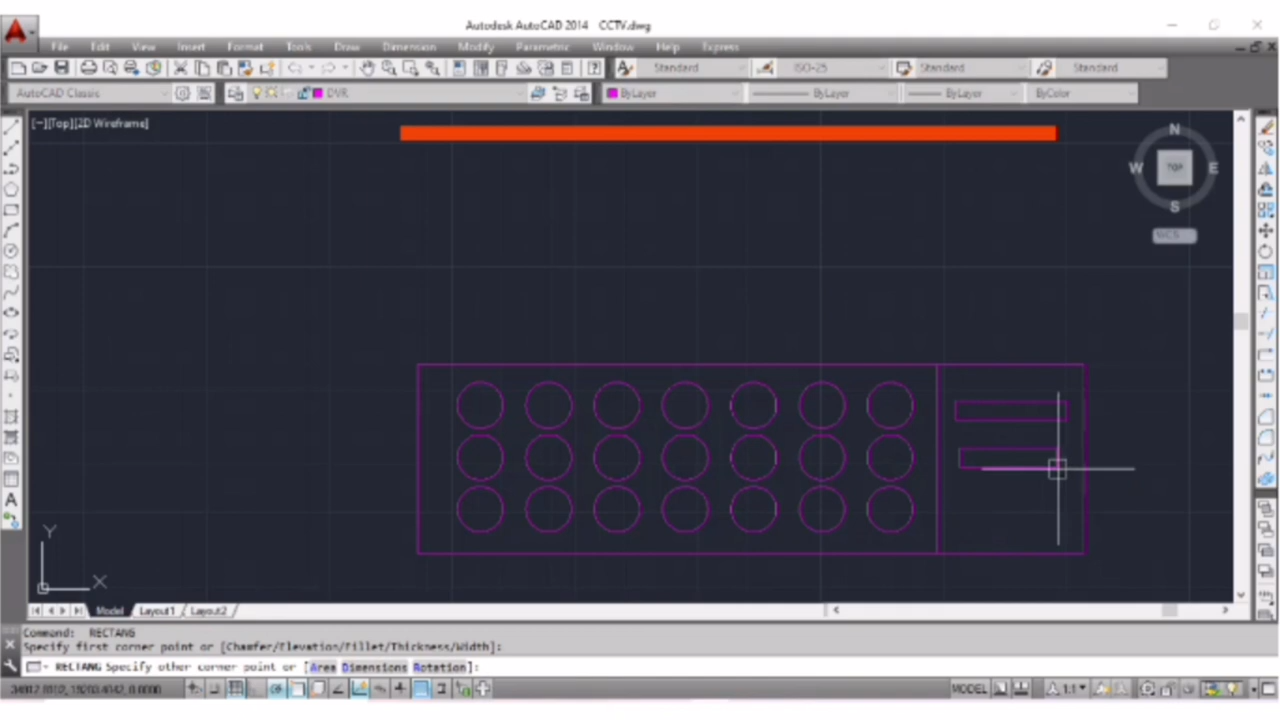 Autodesk AutoCAD 2014 CCTV.dwg
File Edit View Insert Format Tools Draw Dimension Modify Parametric Window Help Express
Standard ISO-25 Standard Standard
AutoCAD Classic DVR ByLayer ByLayer ByLayer ByColor
[−][Top][2D Wireframe]
N
W TOP E
S
WCS
Y
X
Model Layout1 Layout2
Command: RECTANG
Specify first corner point or [Chamfer/Elevation/Fillet/Thickness/Width]:
RECTANG Specify other corner point or [Area Dimensions Rotation]:
MODEL 1:1